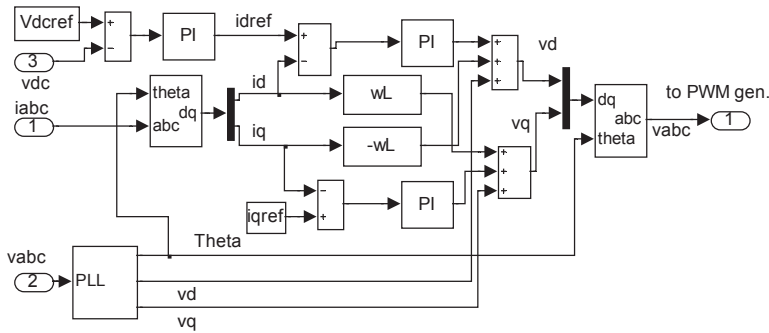 Vdcref
+
−
PI
idref
+
−
PI
+
+
+
vd
3
vdc
iabc
1
theta
abc
dq
id
iq
wL
-wL
vq
+
+
+
dq
abc
theta
to PWM gen.
1
vabc
−
+
PI
iqref
Theta
vabc
2
PLL
vd
vq